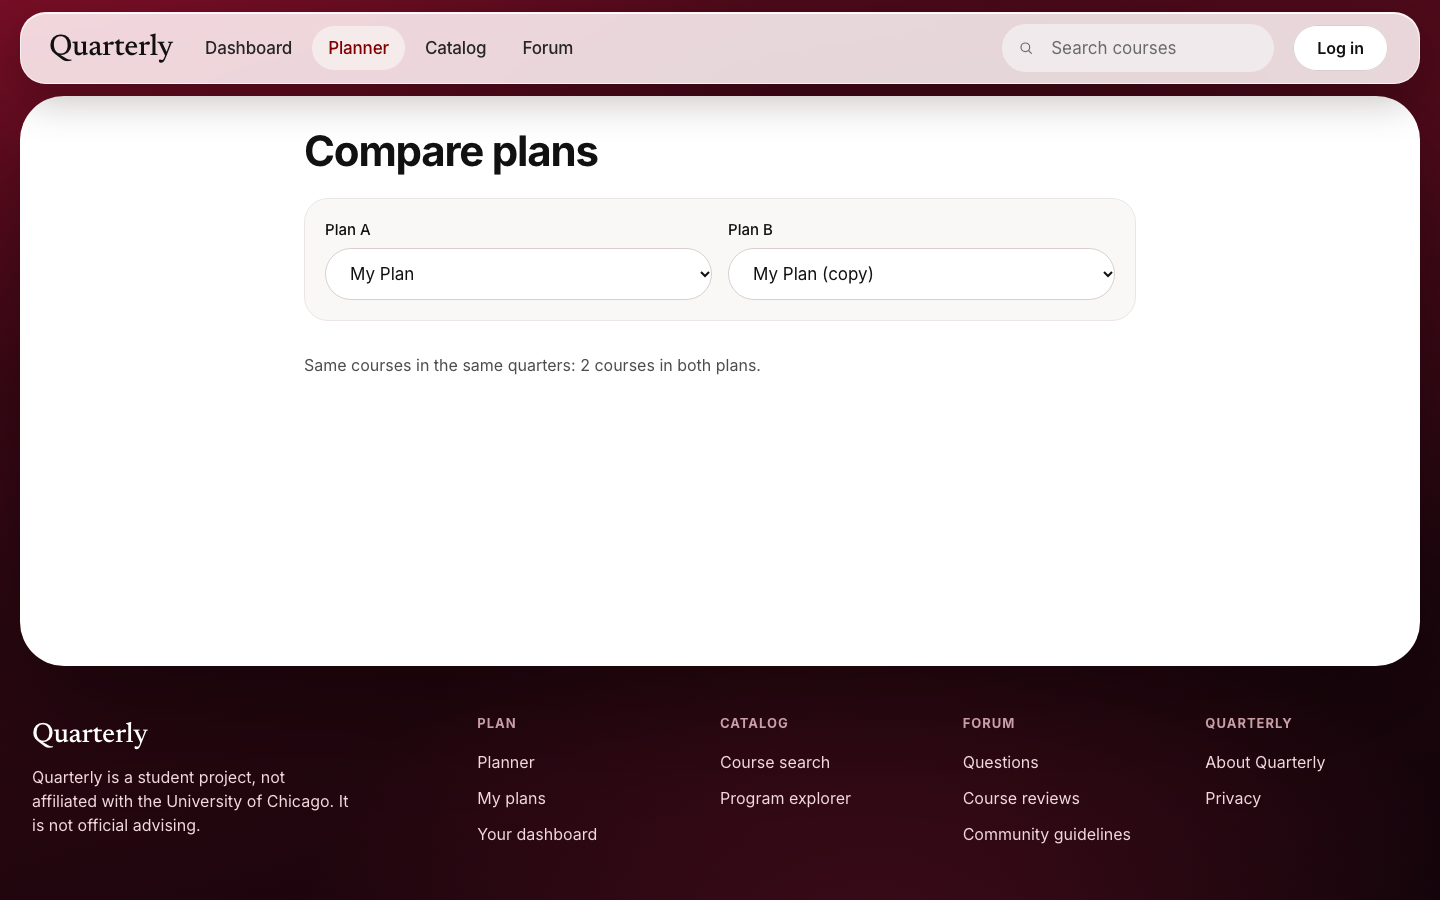 Quarterly
Dashboard
Planner
Catalog
Forum
Search courses
Log in
Compare plans
Plan A
Plan B
My Plan
My Plan (copy)
Same courses in the same quarters: 2 courses in both plans.
Quarterly
Quarterly is a student project, not
affiliated with the University of Chicago. It
is not official advising.
PLAN
Planner
My plans
Your dashboard
CATALOG
Course search
Program explorer
FORUM
Questions
Course reviews
Community guidelines
QUARTERLY
About Quarterly
Privacy